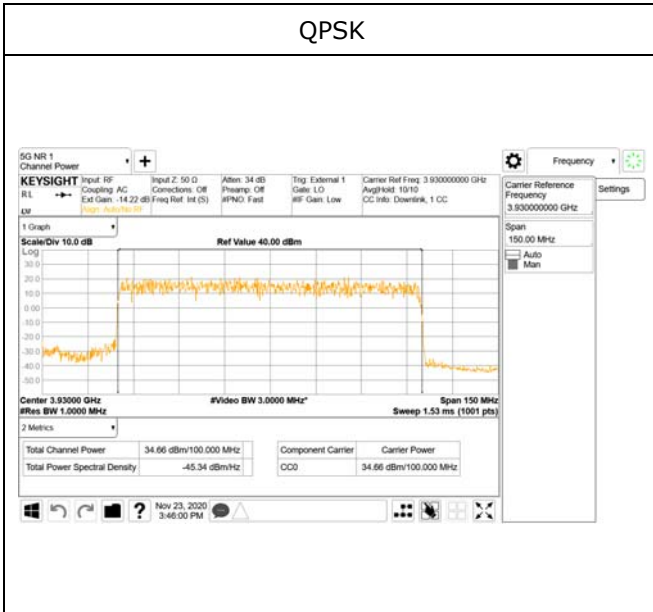 QPSK
5G NR 1
Channel Power
+
Frequency
Settings
KEYSIGHT
RL
Input: RF
Coupling: AC
Ext Gain: -14.22 dB
Align: Auto/No RF
Input Z: 50 Ω
Corrections: Off
Freq Ref: Int (S)
Atten: 34 dB
Preamp: Off
#PNO: Fast
Trig: External 1
Gate: LO
#IF Gain: Low
Carrier Ref Freq: 3.930000000 GHz
Avg|Hold: 10/10
CC Info: Downlink, 1 CC
Carrier Reference
Frequency
3.930000000 GHz
Span
150.00 MHz
Auto
Man
1 Graph
Scale/Div 10.0 dB
Ref Value 40.00 dBm
Log
30.0
20.0
10.0
0.00
-10.0
-20.0
-30.0
-40.0
-50.0
Center 3.93000 GHz
#Video BW 3.0000 MHz*
Span 150 MHz
#Res BW 1.0000 MHz
Sweep 1.53 ms (1001 pts)
2 Metrics
Total Channel Power 34.66 dBm/100.000 MHz
Total Power Spectral Density -45.34 dBm/Hz
Component Carrier Carrier Power
CC0 34.66 dBm/100.000 MHz
?
Nov 23, 2020
3:46:00 PM